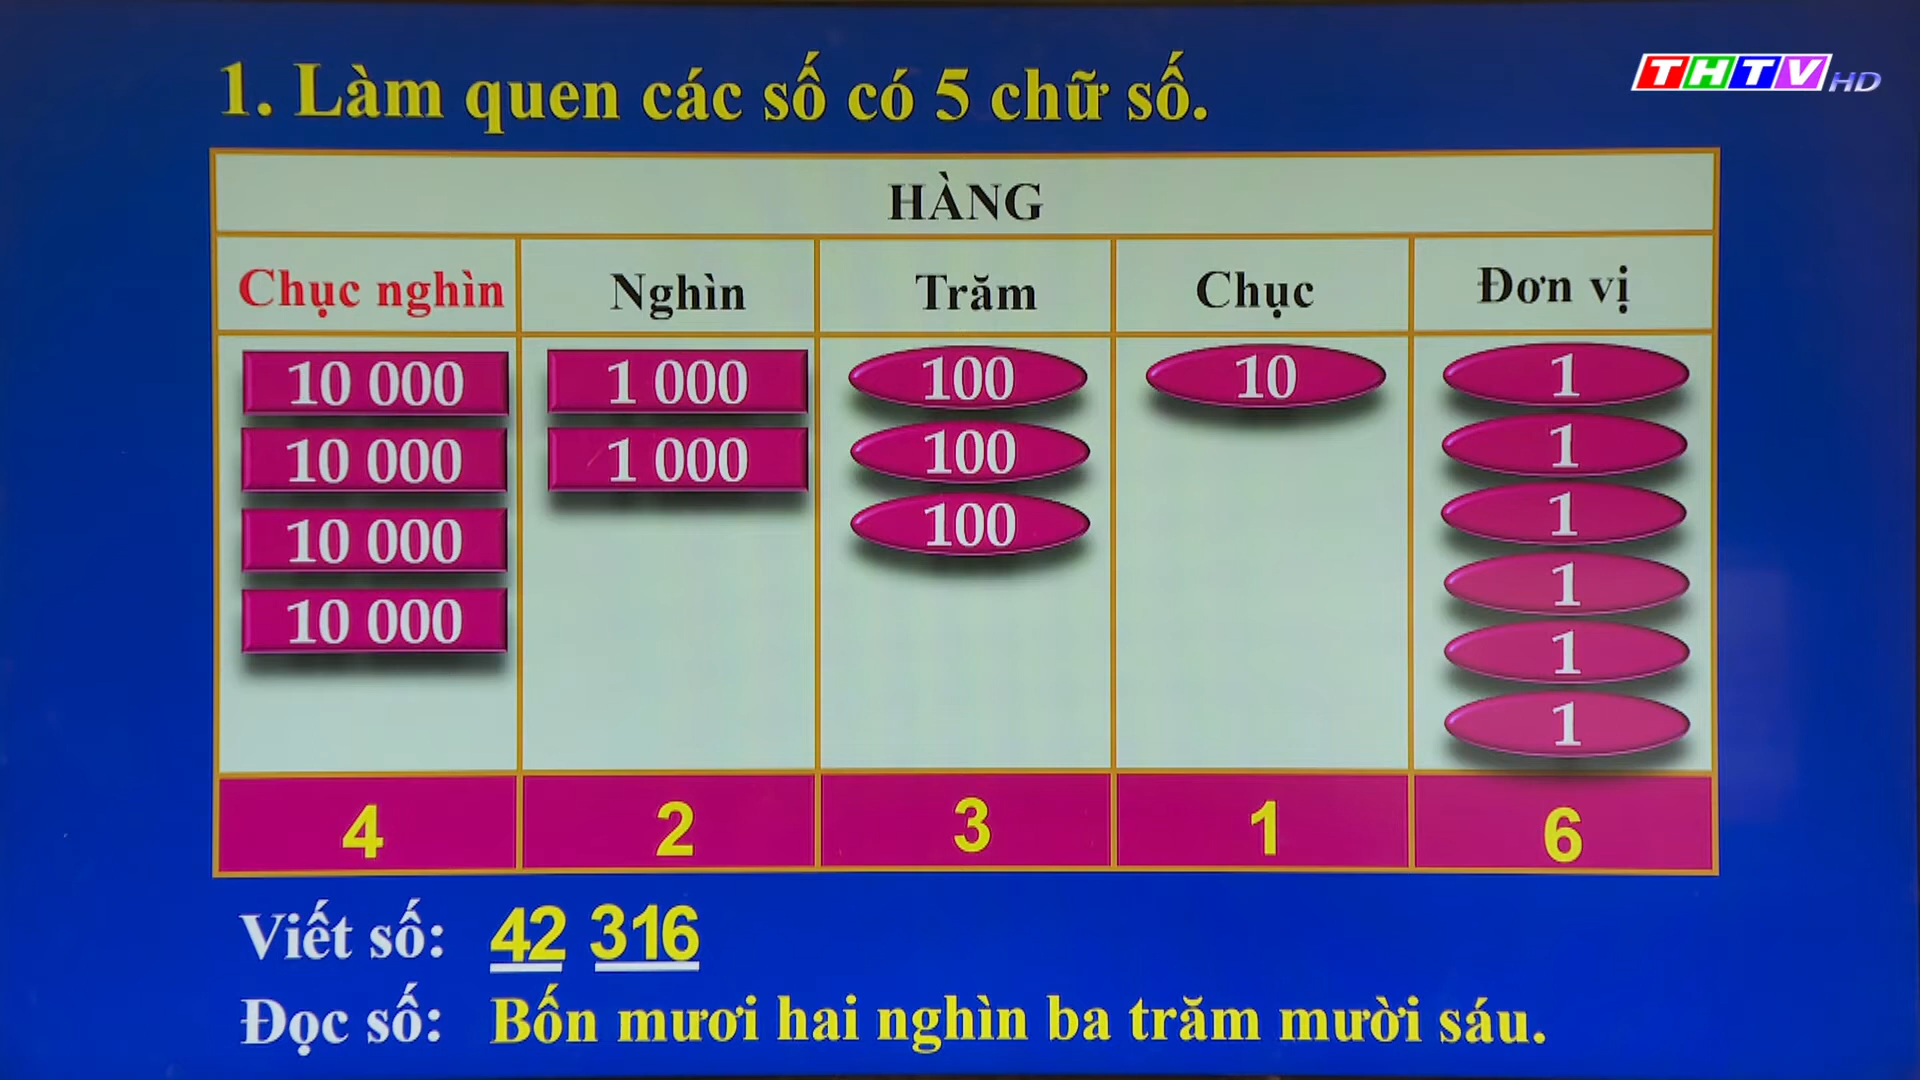 THTV HD
1. Làm quen các số có 5 chữ số.
HÀNG
Chục nghìn Nghìn Trăm Chục Đơn vị
10 000 1 000 100 10 1
10 000 1 000 100 1
10 000 100 1
10 000 1
1
1
4 2 3 1 6
Viết số: 42 316
Đọc số: Bốn mươi hai nghìn ba trăm mười sáu.